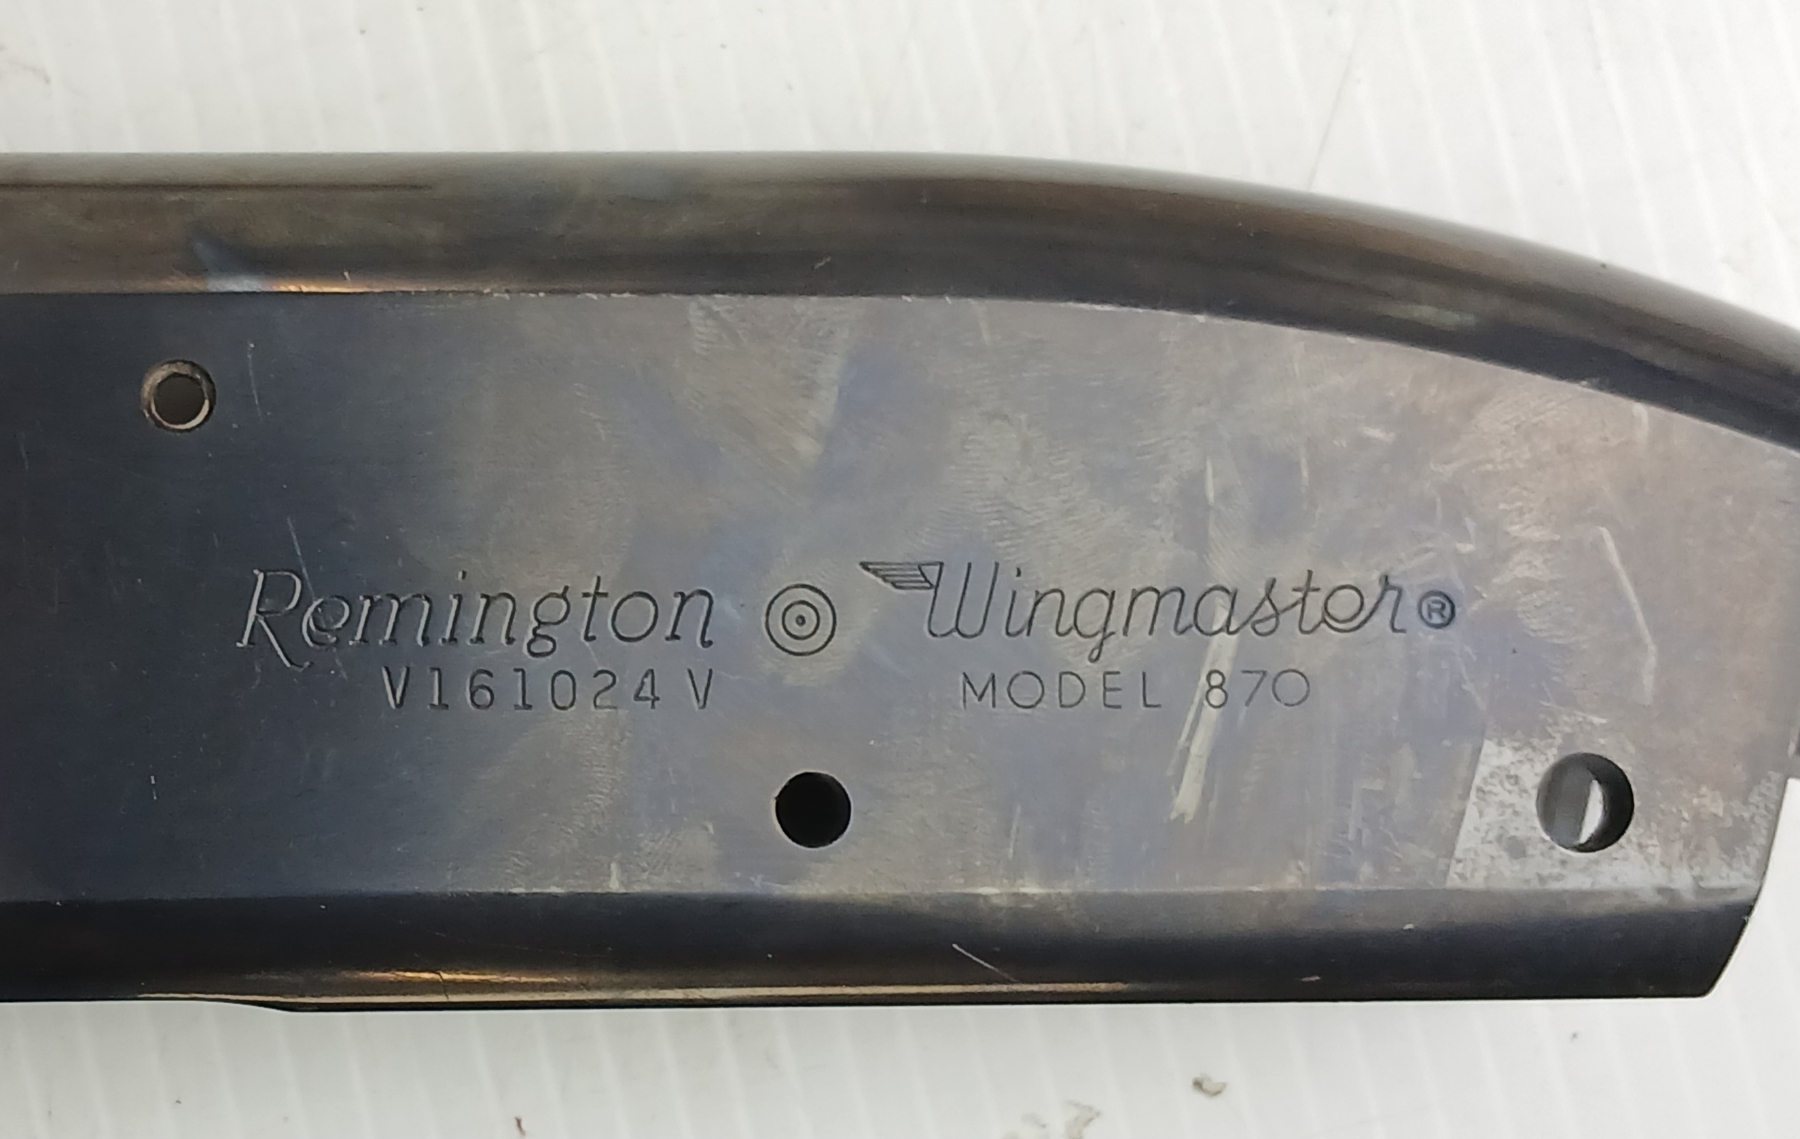 Remington Wingmaster®
V161024V MODEL 870